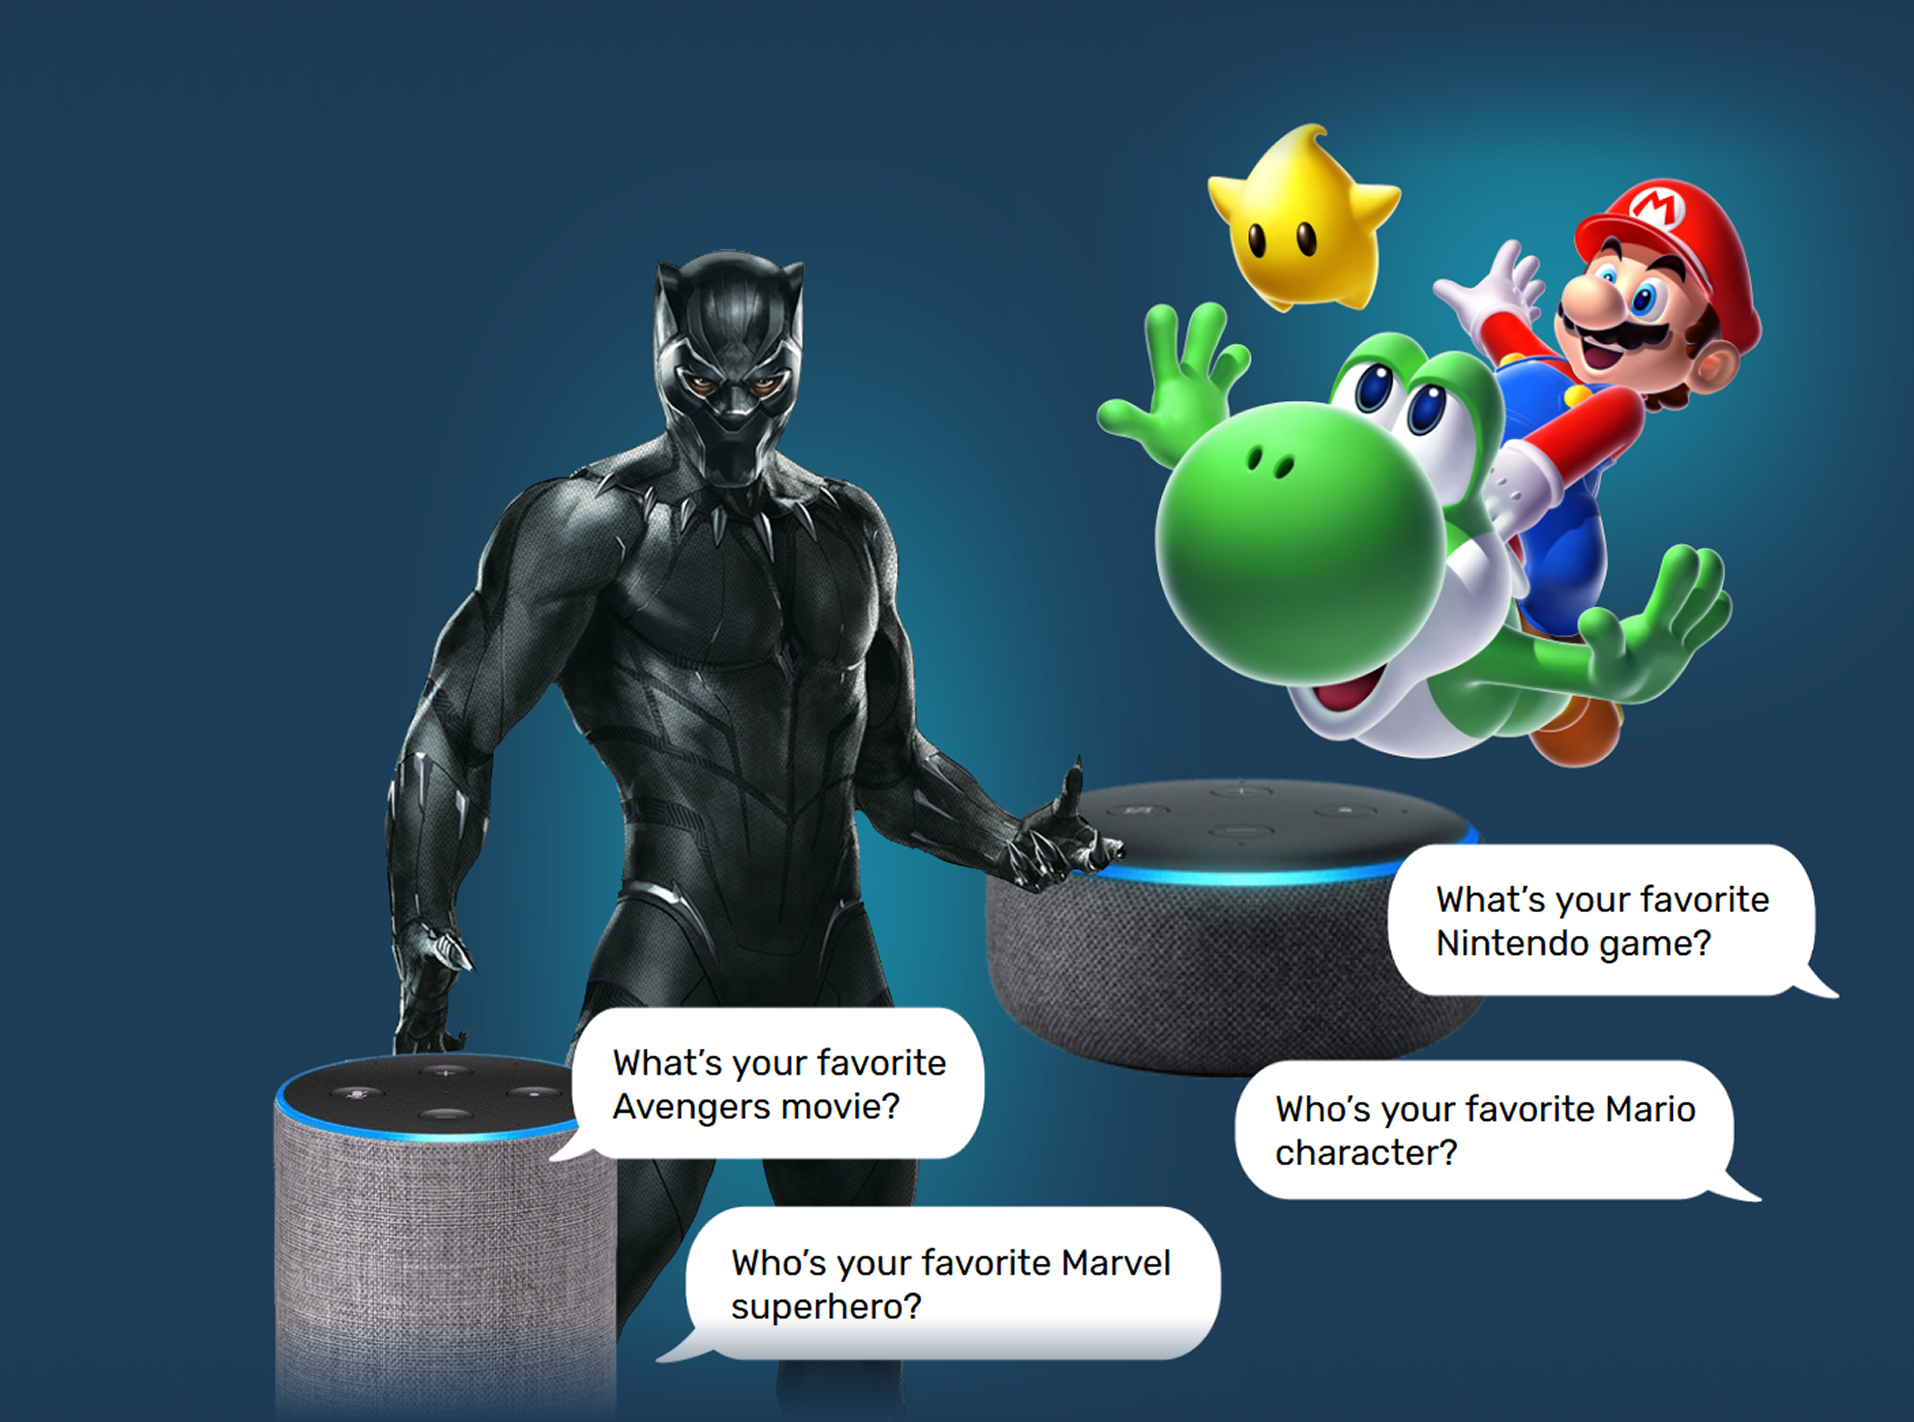 M
What's your favorite
Nintendo game?
What's your favorite
Avengers movie?
Who's your favorite Mario
character?
Who's your favorite Marvel
superhero?